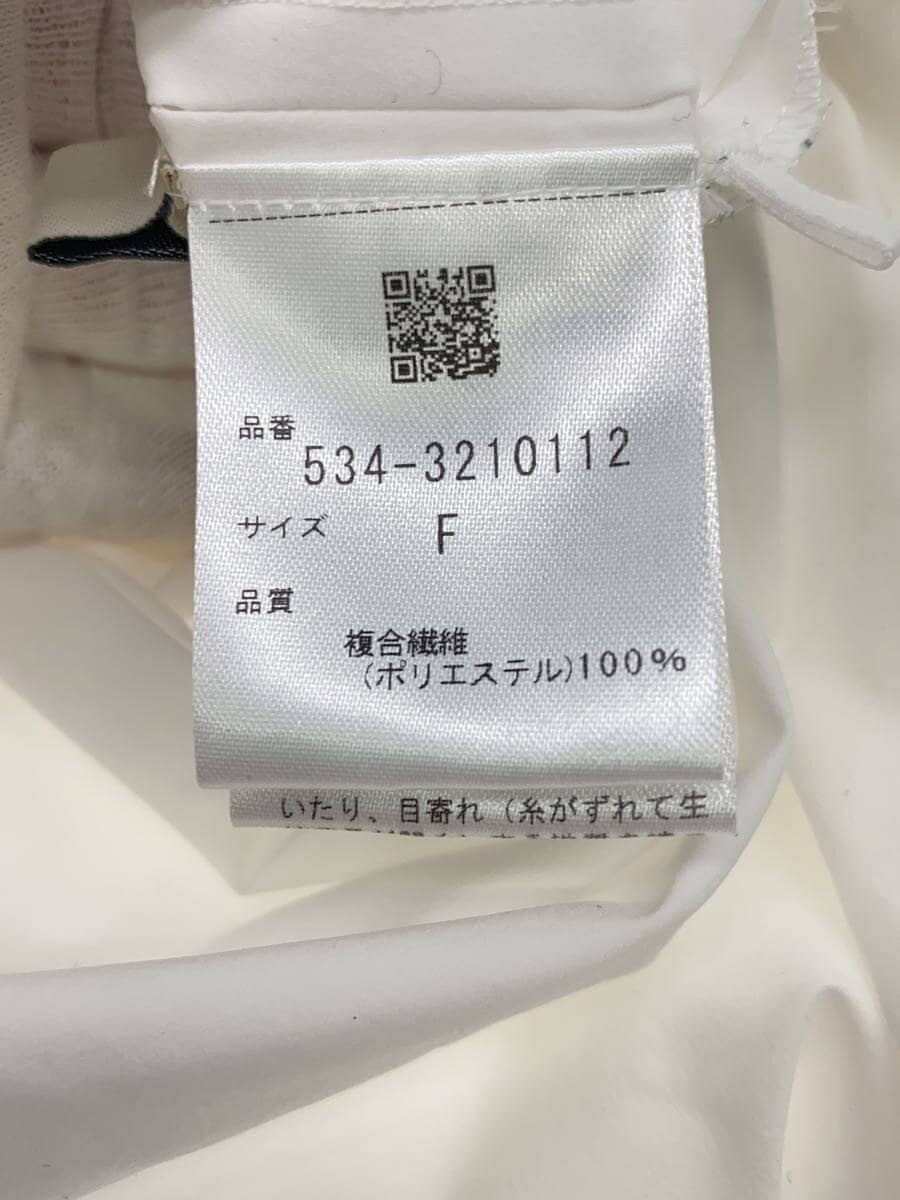 品番
534-3210112
サイズ F
品質
複合繊維
(ポリエステル)100%
いたり、目寄れ(糸がずれて生